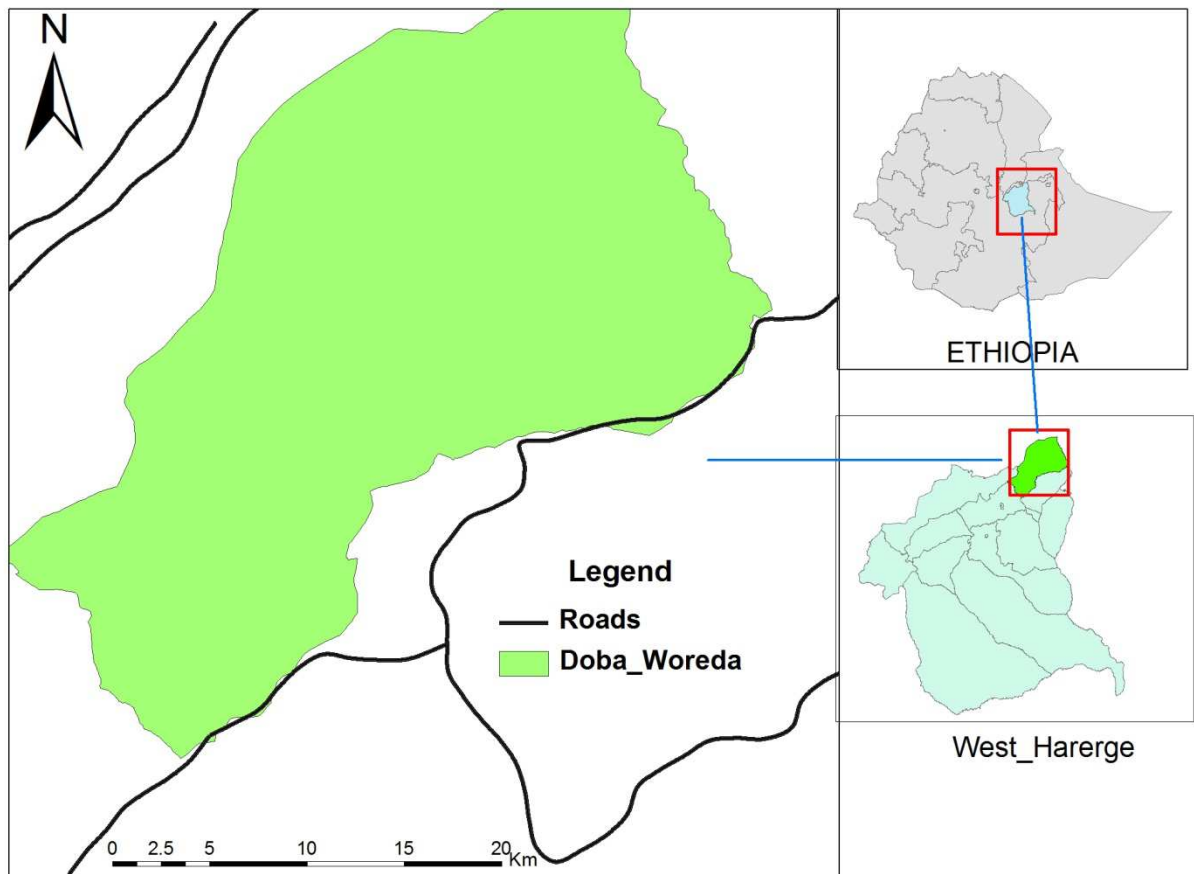 N
ETHIOPIA
Legend
Roads
Doba_Woreda
West_Harerge
0 2.5 5 10 15 20 Km